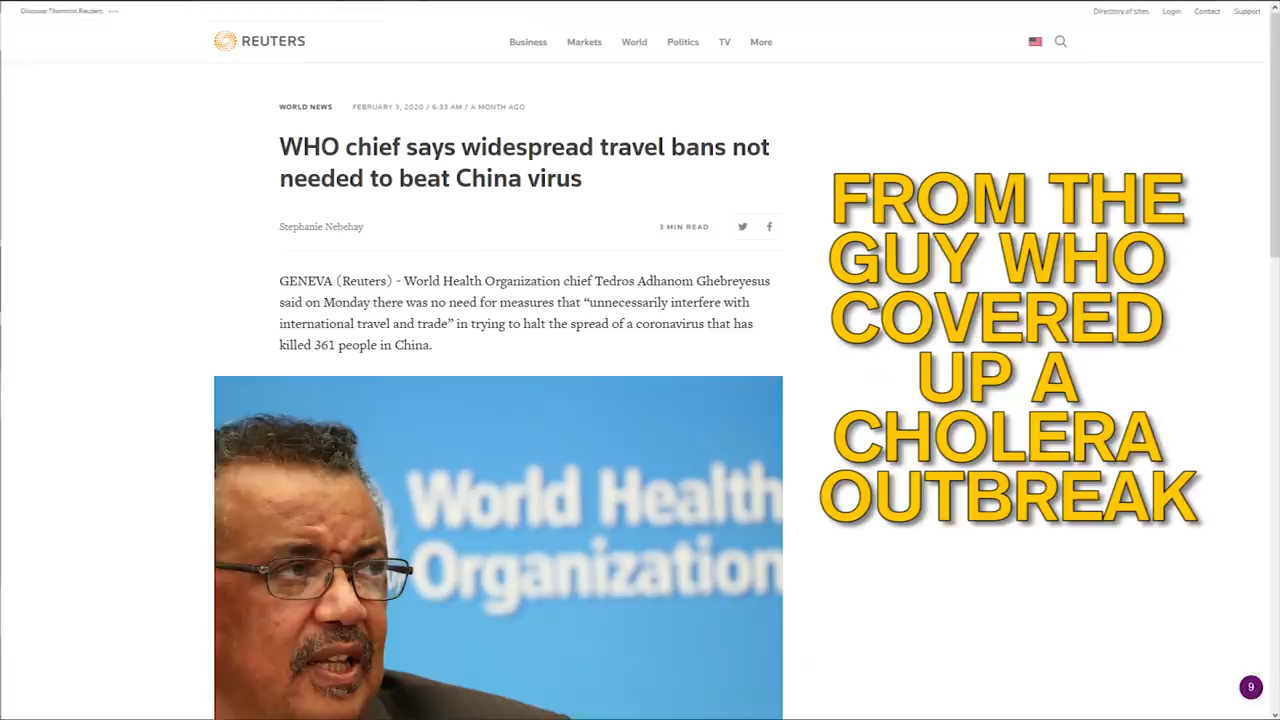 Discover Thomson Reuters
Directory of sites Login Contact Support
REUTERS Business Markets World Politics TV More
WORLD NEWS FEBRUARY 3, 2020 / 6:33 AM / A MONTH AGO
WHO chief says widespread travel bans not
needed to beat China virus
Stephanie Nebehay 3 MIN READ
GENEVA (Reuters) - World Health Organization chief Tedros Adhanom Ghebreyesus
said on Monday there was no need for measures that “unnecessarily interfere with
international travel and trade” in trying to halt the spread of a coronavirus that has
killed 361 people in China.
World Health
Organization
FROM THE
GUY WHO
COVERED
UP A
CHOLERA
OUTBREAK
9